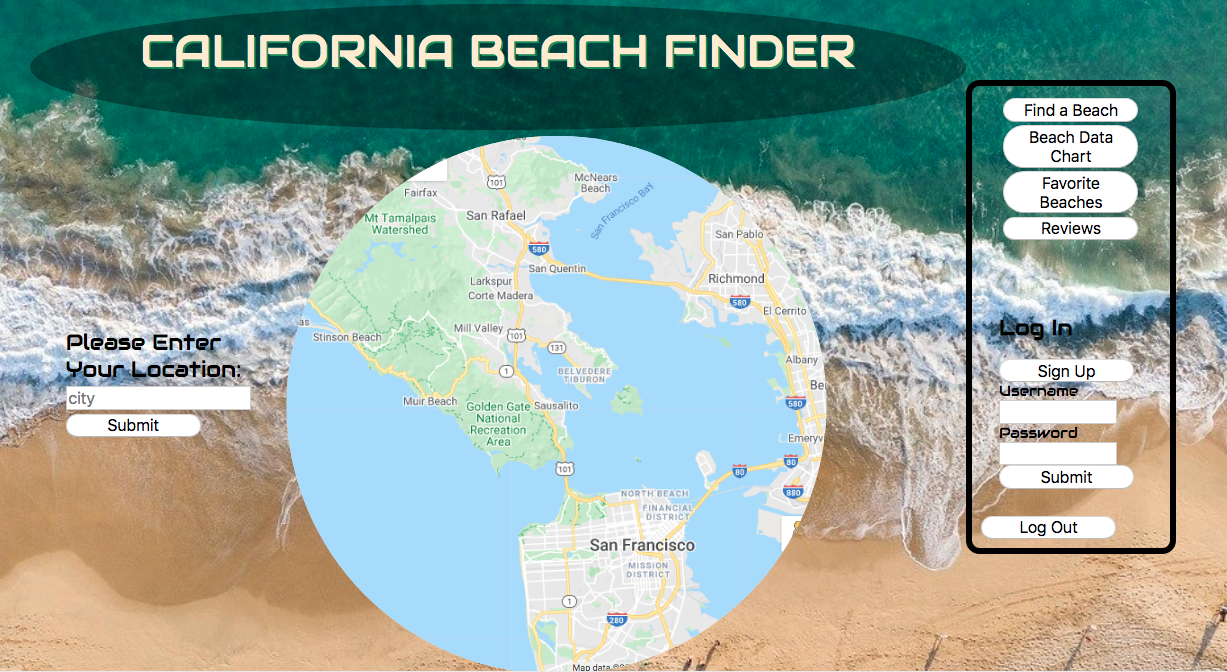 CALIFORNIA BEACH FINDER
Find a Beach
Beach Data
Chart
Favorite
Beaches
Reviews
Log In
Sign Up
Username
Password
Submit
Log Out
Please Enter
Your Location:
city
Submit
101
McNears
Beach
Fairfax
San Francisco Bay
Mt Tamalpais
Watershed
San Rafael
San Pablo
580
San Quentin
Richmond
Larkspur
Corte Madera
580
El Cerrito
as
Stinson Beach
Mill Valley
101
131
Albany
1
BELVEDERE
TIBURON
Be
Muir Beach
Golden Gate
National
Recreation
Area
Sausalito
580
Emeryv
101
80
80
880
NORTH BEACH
FINANCIAL
DISTRICT
San Francisco
MISSION
DISTRICT
1
280
Map data